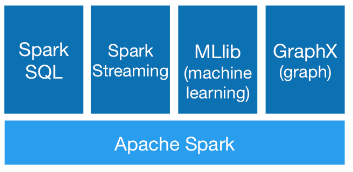 Spark
SQL
Spark
Streaming
MLlib
(machine
learning)
GraphX
(graph)
Apache Spark